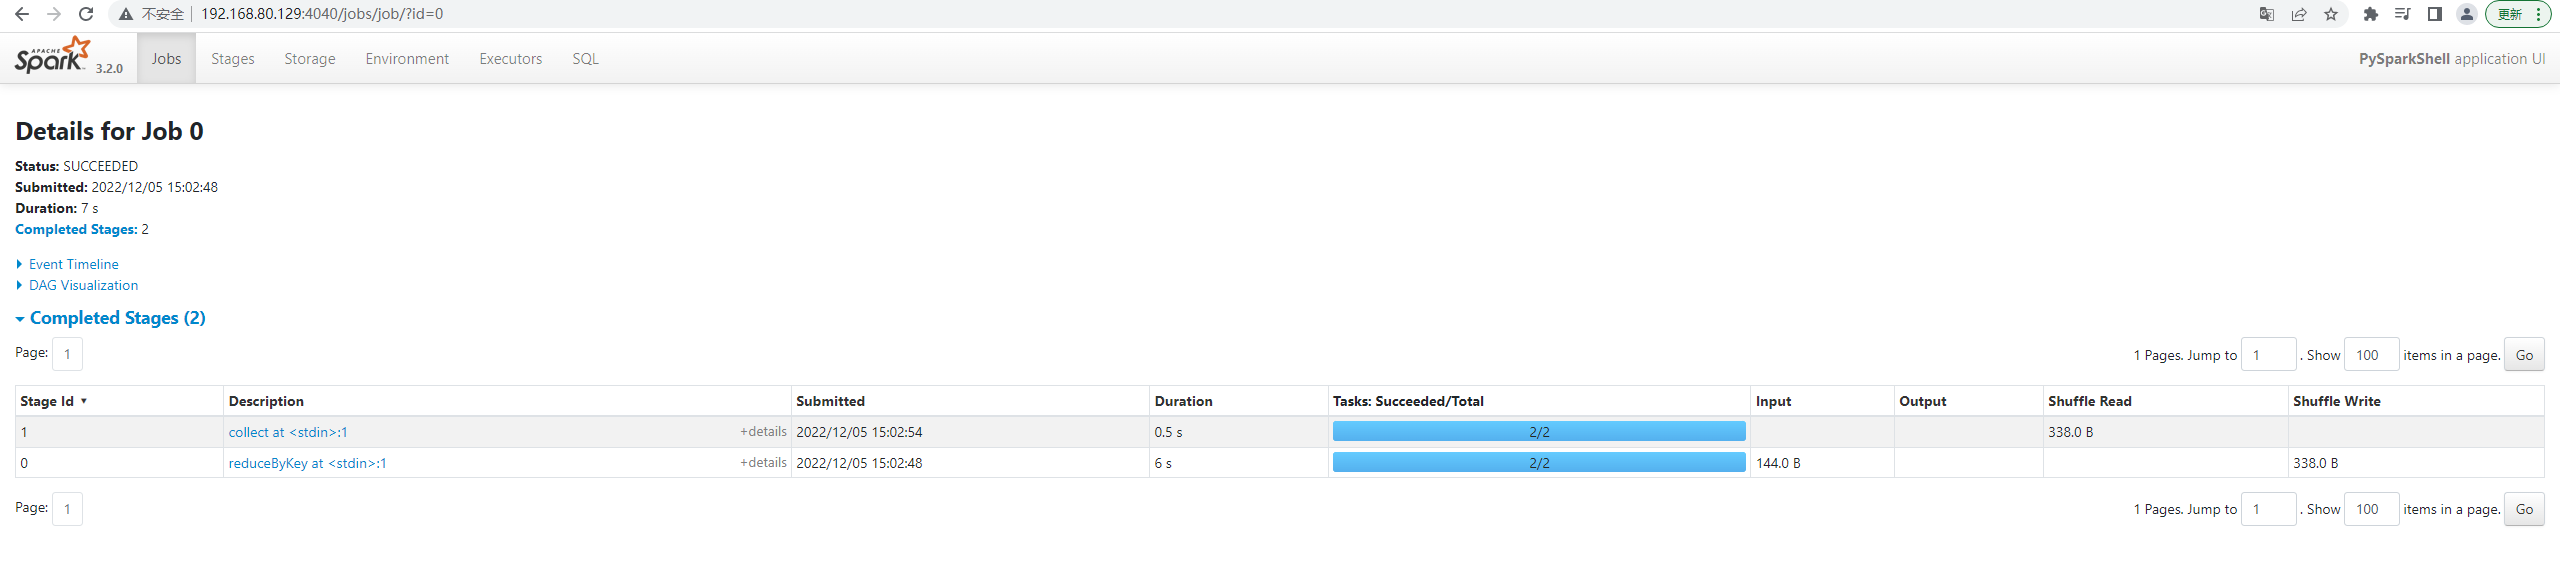 不安全 192.168.80.129:4040/jobs/job/?id=0 更新
APACHE Spark 3.2.0 Jobs Stages Storage Environment Executors SQL PySparkShell application UI
Details for Job 0
Status: SUCCEEDED
Submitted: 2022/12/05 15:02:48
Duration: 7 s
Completed Stages: 2
Event Timeline
DAG Visualization
Completed Stages (2)
Page: 1 1 Pages. Jump to 1 . Show 100 items in a page. Go
Stage Id Description Submitted Duration Tasks: Succeeded/Total Input Output Shuffle Read Shuffle Write
1 collect at <stdin>:1 +details 2022/12/05 15:02:54 0.5 s 2/2 338.0 B
0 reduceByKey at <stdin>:1 +details 2022/12/05 15:02:48 6 s 2/2 144.0 B 338.0 B
Page: 1 1 Pages. Jump to 1 . Show 100 items in a page. Go